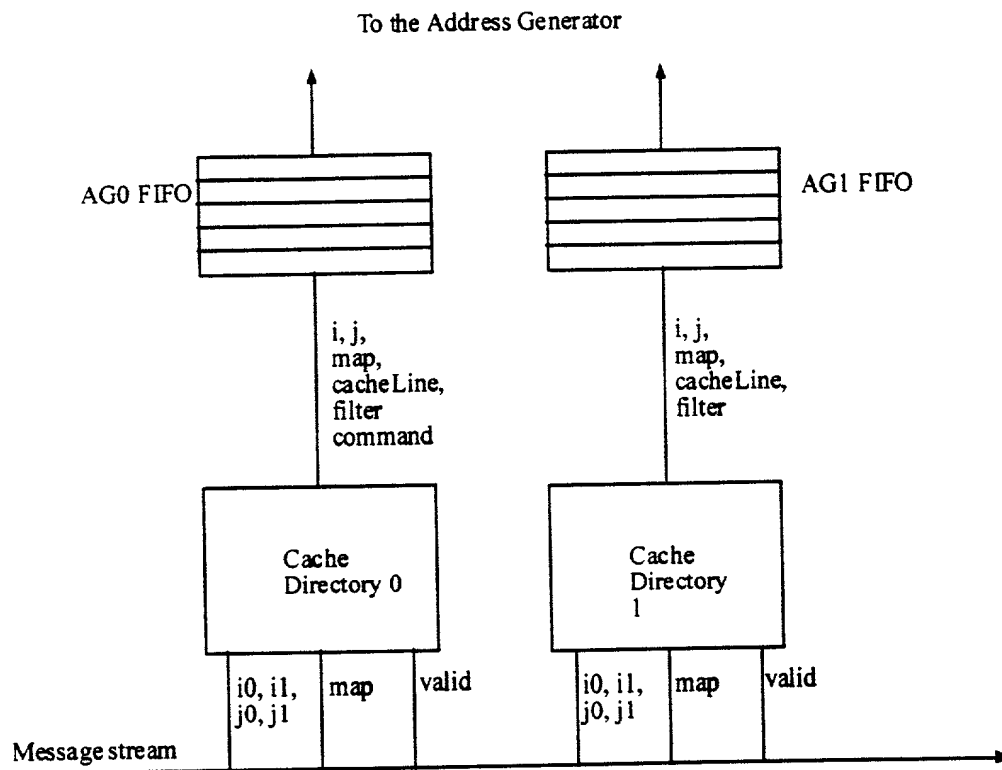 To the Address Generator
AG0 FIFO
AG1 FIFO
i, j,
map,
cacheLine,
filter
command
i, j,
map,
cacheLine,
filter
Cache
Directory 0
Cache
Directory
1
i0, i1,
j0, j1
map
valid
i0, i1,
j0, j1
map
valid
Message stream